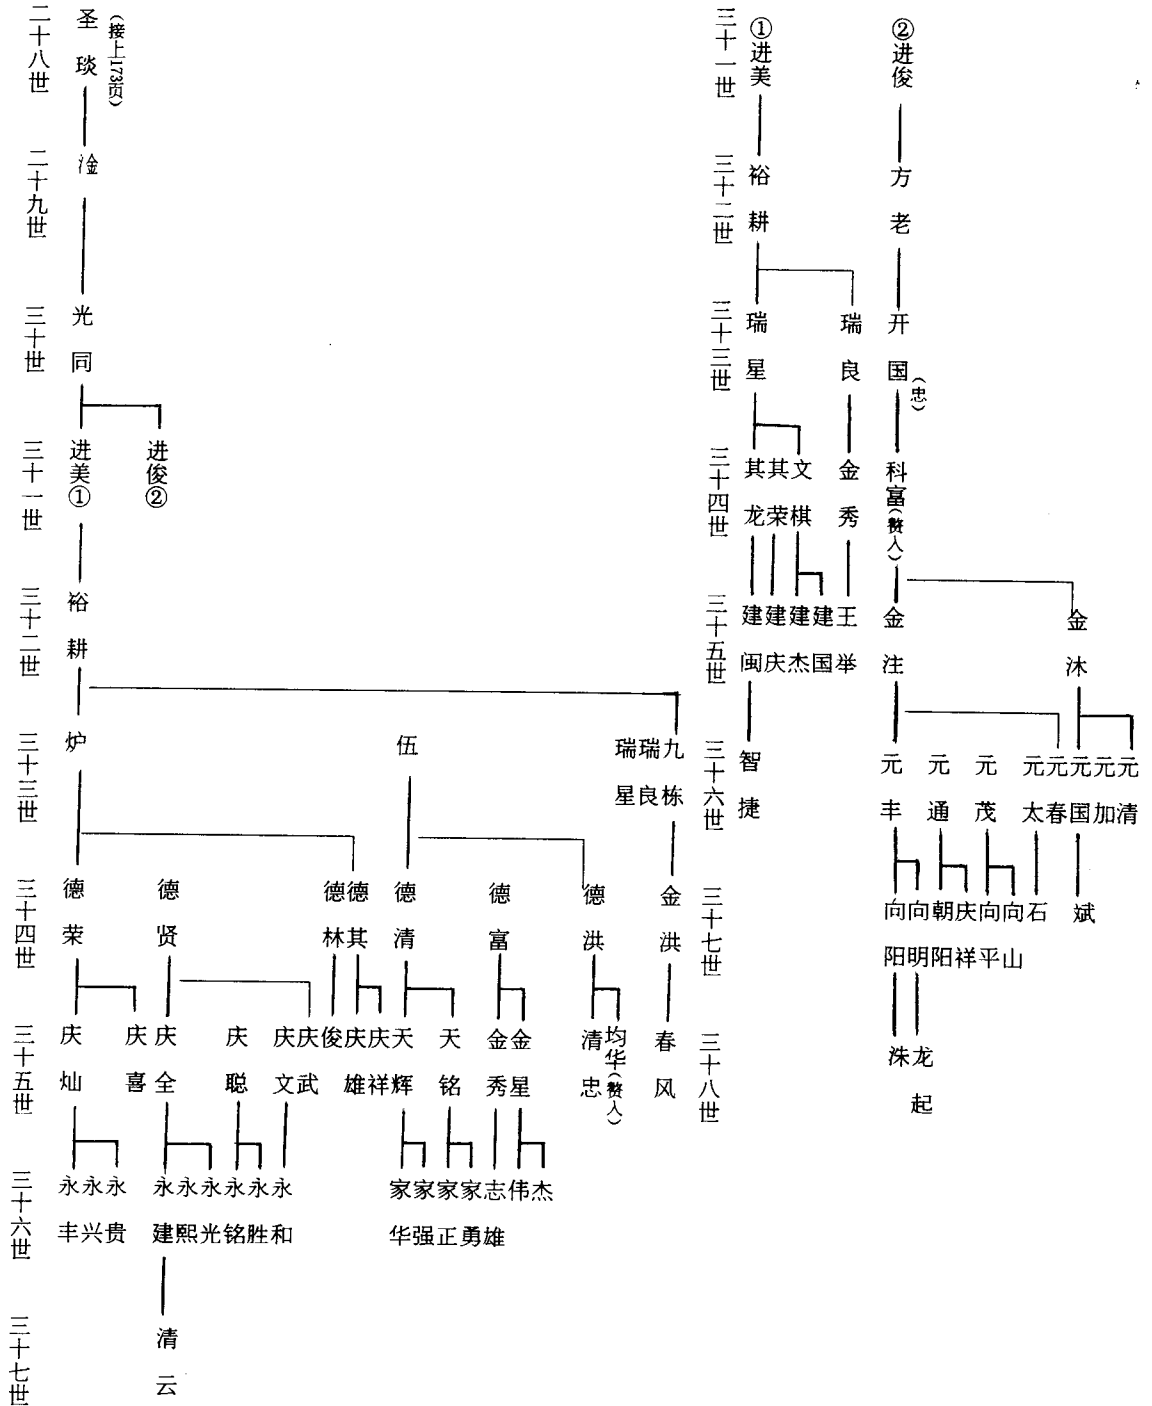 二十八世
圣琰
(接上173页)
二十九世
淦
三十世
光同
三十一世
进美①
进俊②
三十二世
裕耕
三十三世
炉
伍
瑞星
瑞良
九栋
三十四世
德荣
德贤
德林
德其
德清
德富
德洪
金洪
三十五世
庆灿
庆喜
庆全
庆聪
庆文
庆武
俊
庆雄
庆祥
天辉
天铭
金秀
金星
清忠
均华(赘入)
春风
三十六世
永丰
永兴
永贵
永建
永熙
永光
永铭
永胜
永和
家华
家强
家正
家勇
志雄
伟
杰
三十七世
清云
三十一世
①进美
②进俊
三十二世
裕耕
方老
三十三世
瑞星
瑞良
开国(忠)
三十四世
其龙
其荣
文棋
金秀
科富(赘入)
三十五世
建闽
建庆
建杰
建国
王举
金注
金沐
三十六世
智捷
元丰
元通
元茂
元太
元春
元国
元加
元清
三十七世
向阳
向明
朝阳
庆祥
向平
向山
石
斌
三十八世
洙
龙起